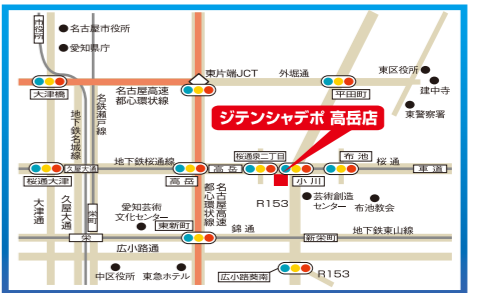 市役所
名古屋市役所
愛知県庁
東片端JCT
外堀通
東区役所
建中寺
大津橋
名古屋高速
都心環状線
平田町
東警察署
名鉄瀬戸線
地下鉄名城線
ジテンシャデポ 高岳店
桜通泉二丁目
布池
地下鉄桜通線
久屋大通
高岳
桜通
車道
桜通大津
高岳
小川
大津通
久屋大通
栄町
愛知芸術
文化センター
東新町
名古屋高速
都心環状線
R153
芸術創造
センター
布池教会
栄
錦通
新栄町
地下鉄東山線
広小路通
中区役所
東急ホテル
広小路葵南
R153